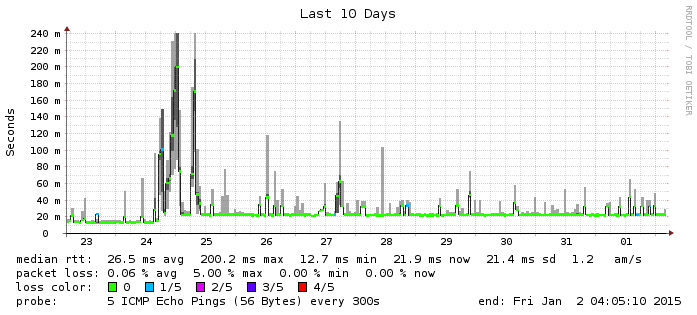 Last 10 Days
RRDTOOL / TOBI OETIKER
Seconds
240 m
220 m
200 m
180 m
160 m
140 m
120 m
100 m
80 m
60 m
40 m
20 m
0
23 24 25 26 27 28 29 30 31 01
median rtt: 26.5 ms avg 200.2 ms max 12.7 ms min 21.9 ms now 21.4 ms sd 1.2 am/s
packet loss: 0.06 % avg 5.00 % max 0.00 % min 0.00 % now
loss color: 0 1/5 2/5 3/5 4/5
probe: 5 ICMP Echo Pings (56 Bytes) every 300s end: Fri Jan 2 04:05:10 2015